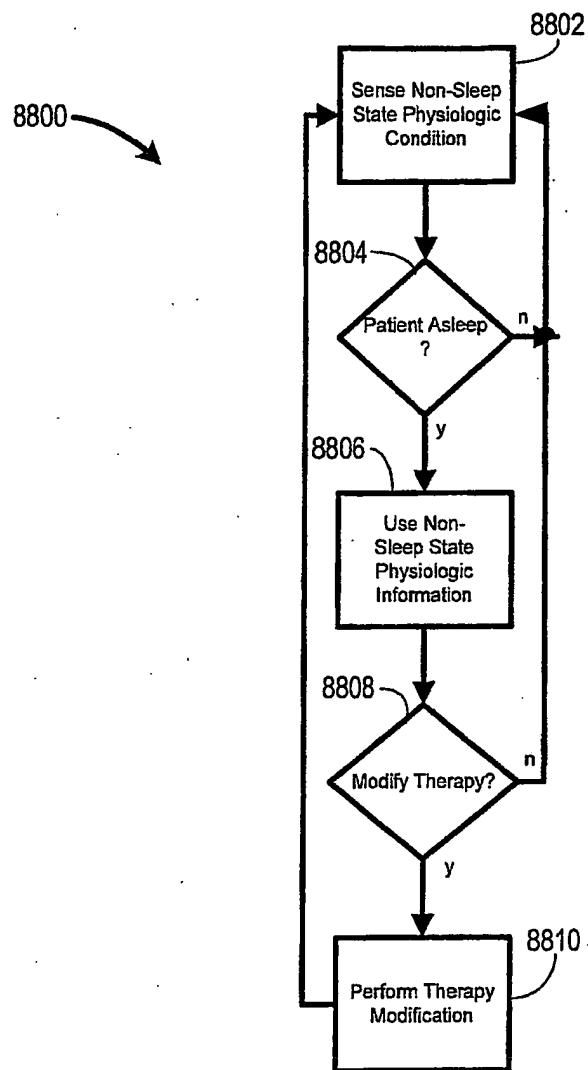 8802
Sense Non-Sleep
State Physiologic
Condition
8800
8804
Patient Asleep
?
n
y
8806
Use Non-
Sleep State
Physiologic
Information
8808
Modify Therapy?
n
y
8810
Perform Therapy
Modification